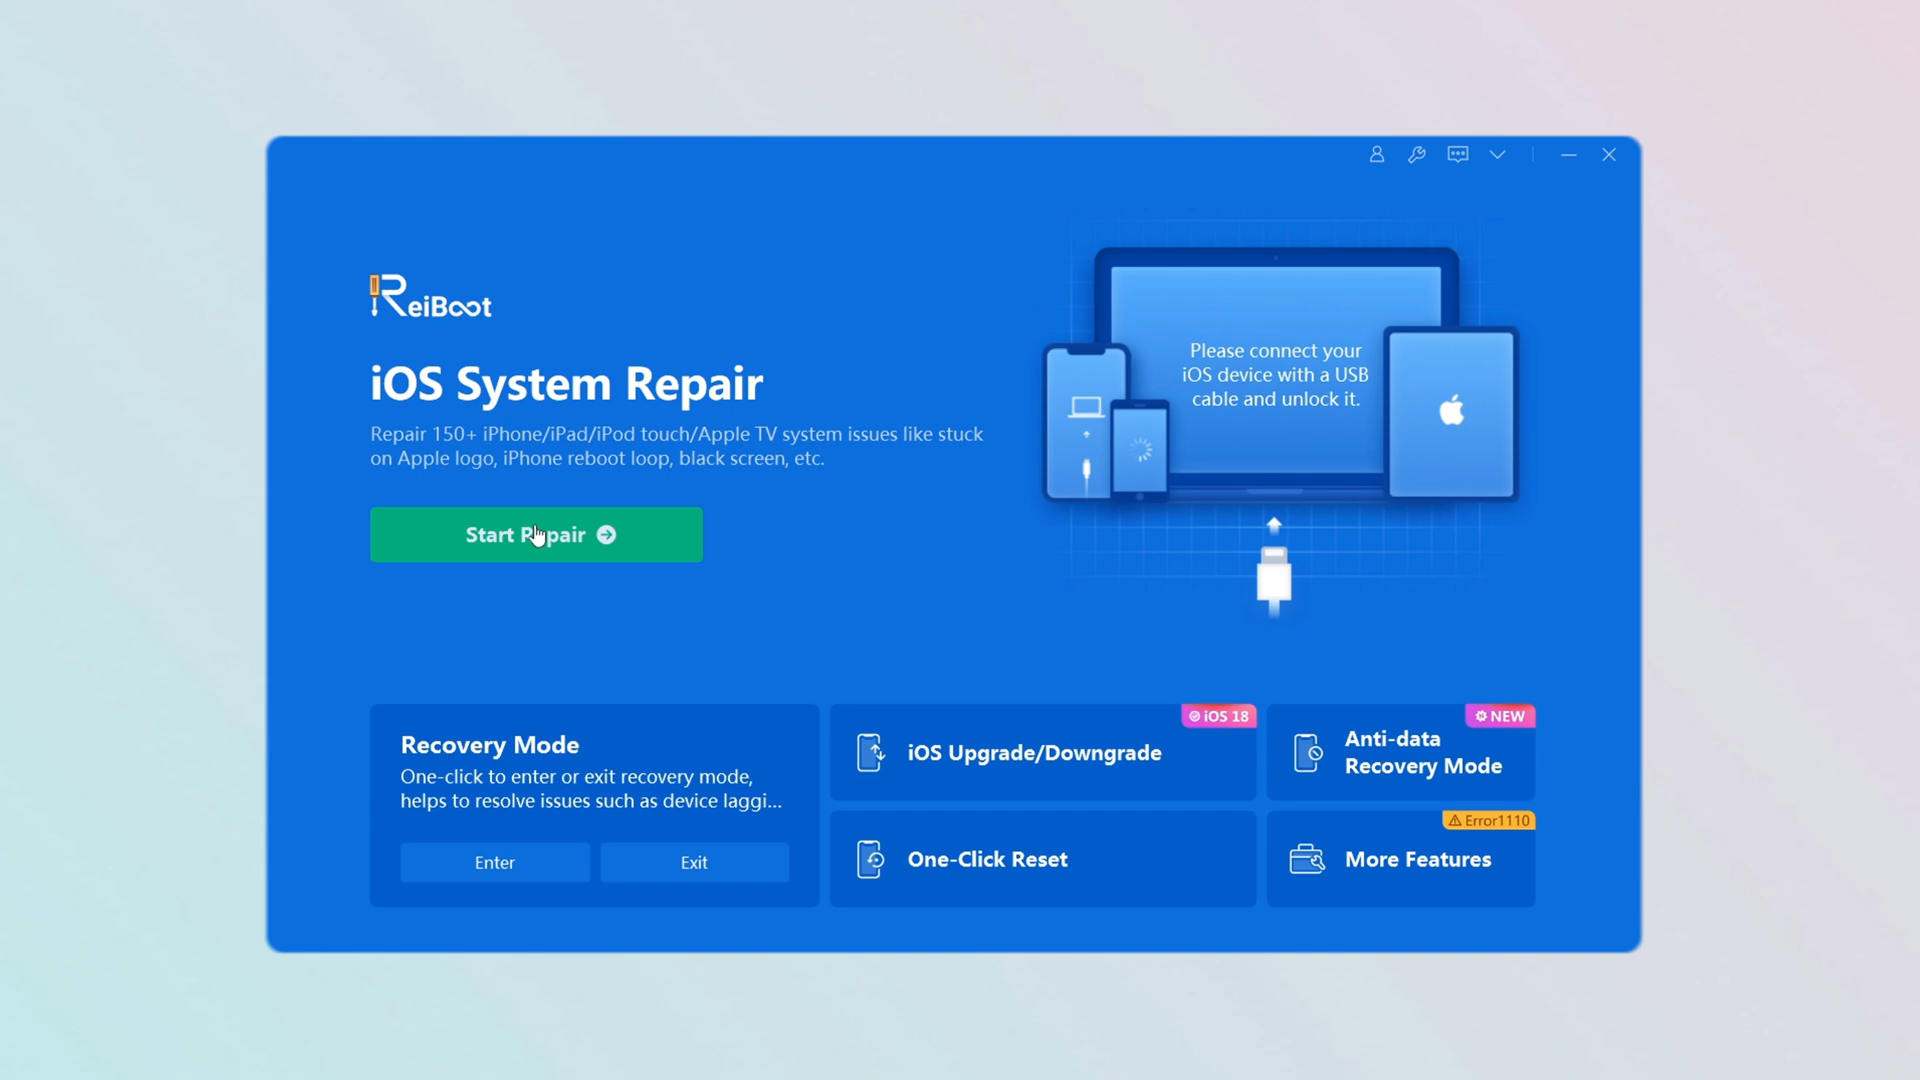 ReiBoot
iOS System Repair
Repair 150+ iPhone/iPad/iPod touch/Apple TV system issues like stuck
on Apple logo, iPhone reboot loop, black screen, etc.
Start Repair
Please connect your
iOS device with a USB
cable and unlock it.
Recovery Mode
One-click to enter or exit recovery mode,
helps to resolve issues such as device laggi...
Enter
Exit
iOS 18
iOS Upgrade/Downgrade
NEW
Anti-data
Recovery Mode
One-Click Reset
Error1110
More Features